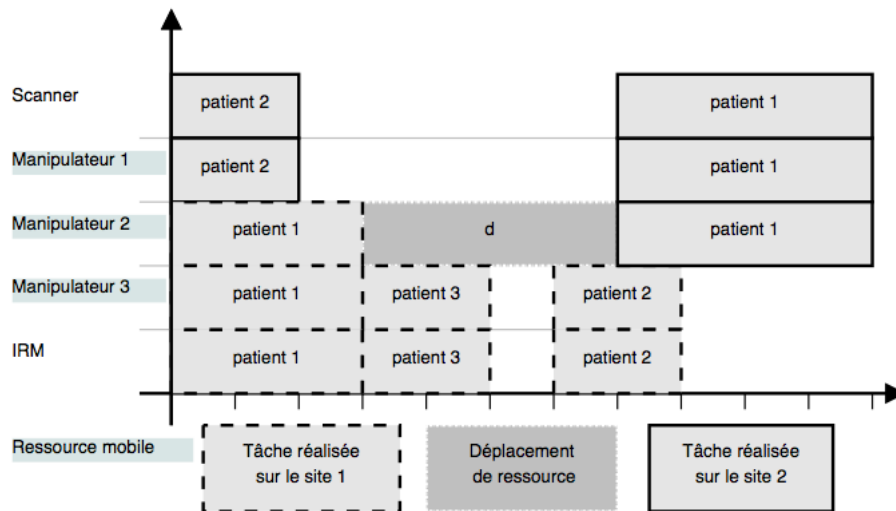 Scanner
patient 2
patient 1
Manipulateur 1
patient 2
patient 1
Manipulateur 2
patient 1
d
patient 1
Manipulateur 3
patient 1
patient 3
patient 2
IRM
patient 1
patient 3
patient 2
Ressource mobile
Tâche réalisée
sur le site 1
Déplacement
de ressource
Tâche réalisée
sur le site 2